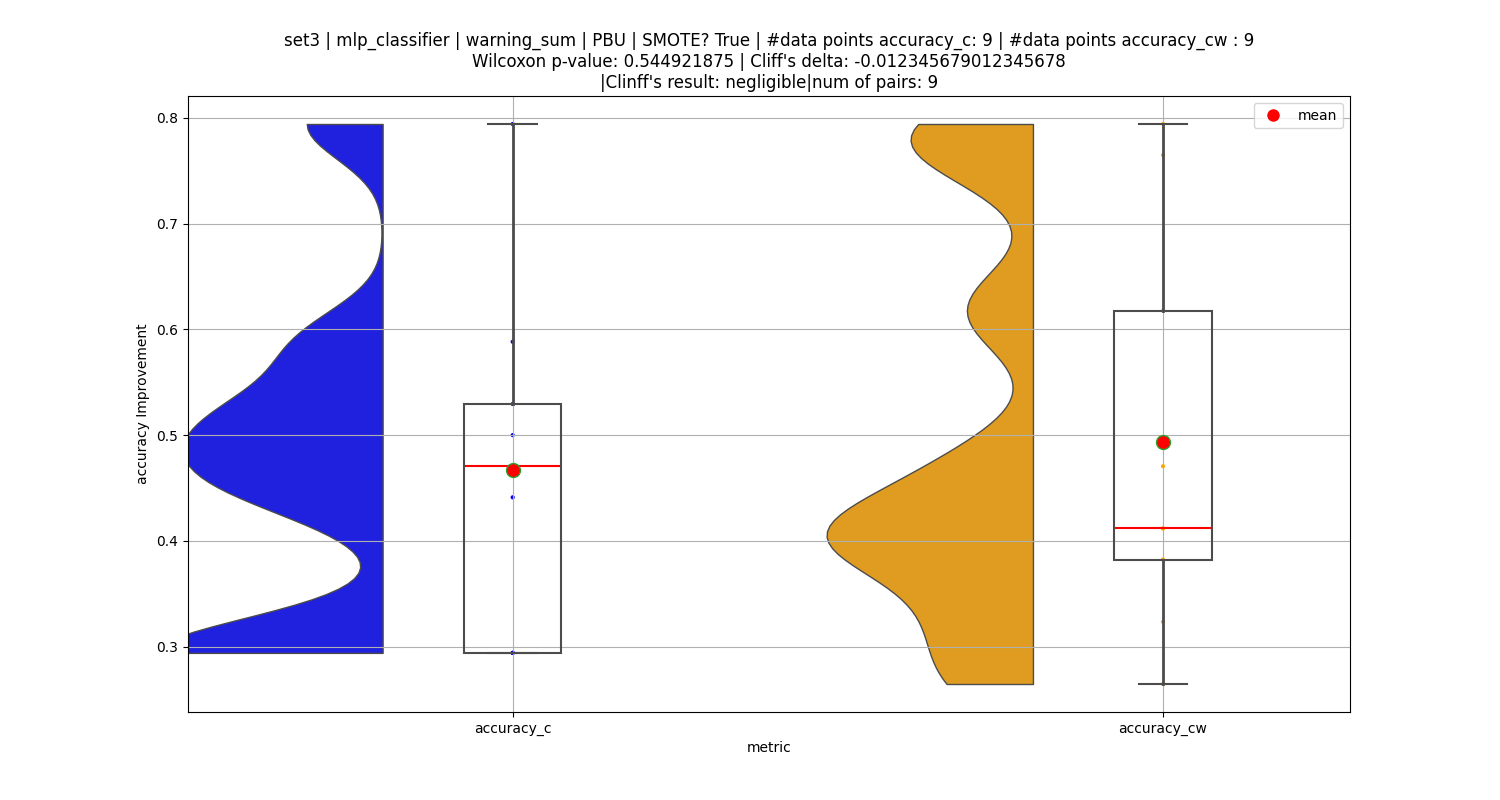 set3 | mlp_classifier | warning_sum | PBU | SMOTE? True | #data points accuracy_c: 9 | #data points accuracy_cw : 9
Wilcoxon p-value: 0.544921875 | Cliff's delta: -0.012345679012345678
|Clinff's result: negligible|num of pairs: 9
mean
0.8
0.7
0.6
0.5
0.4
0.3
accuracy Improvement
accuracy_c
accuracy_cw
metric